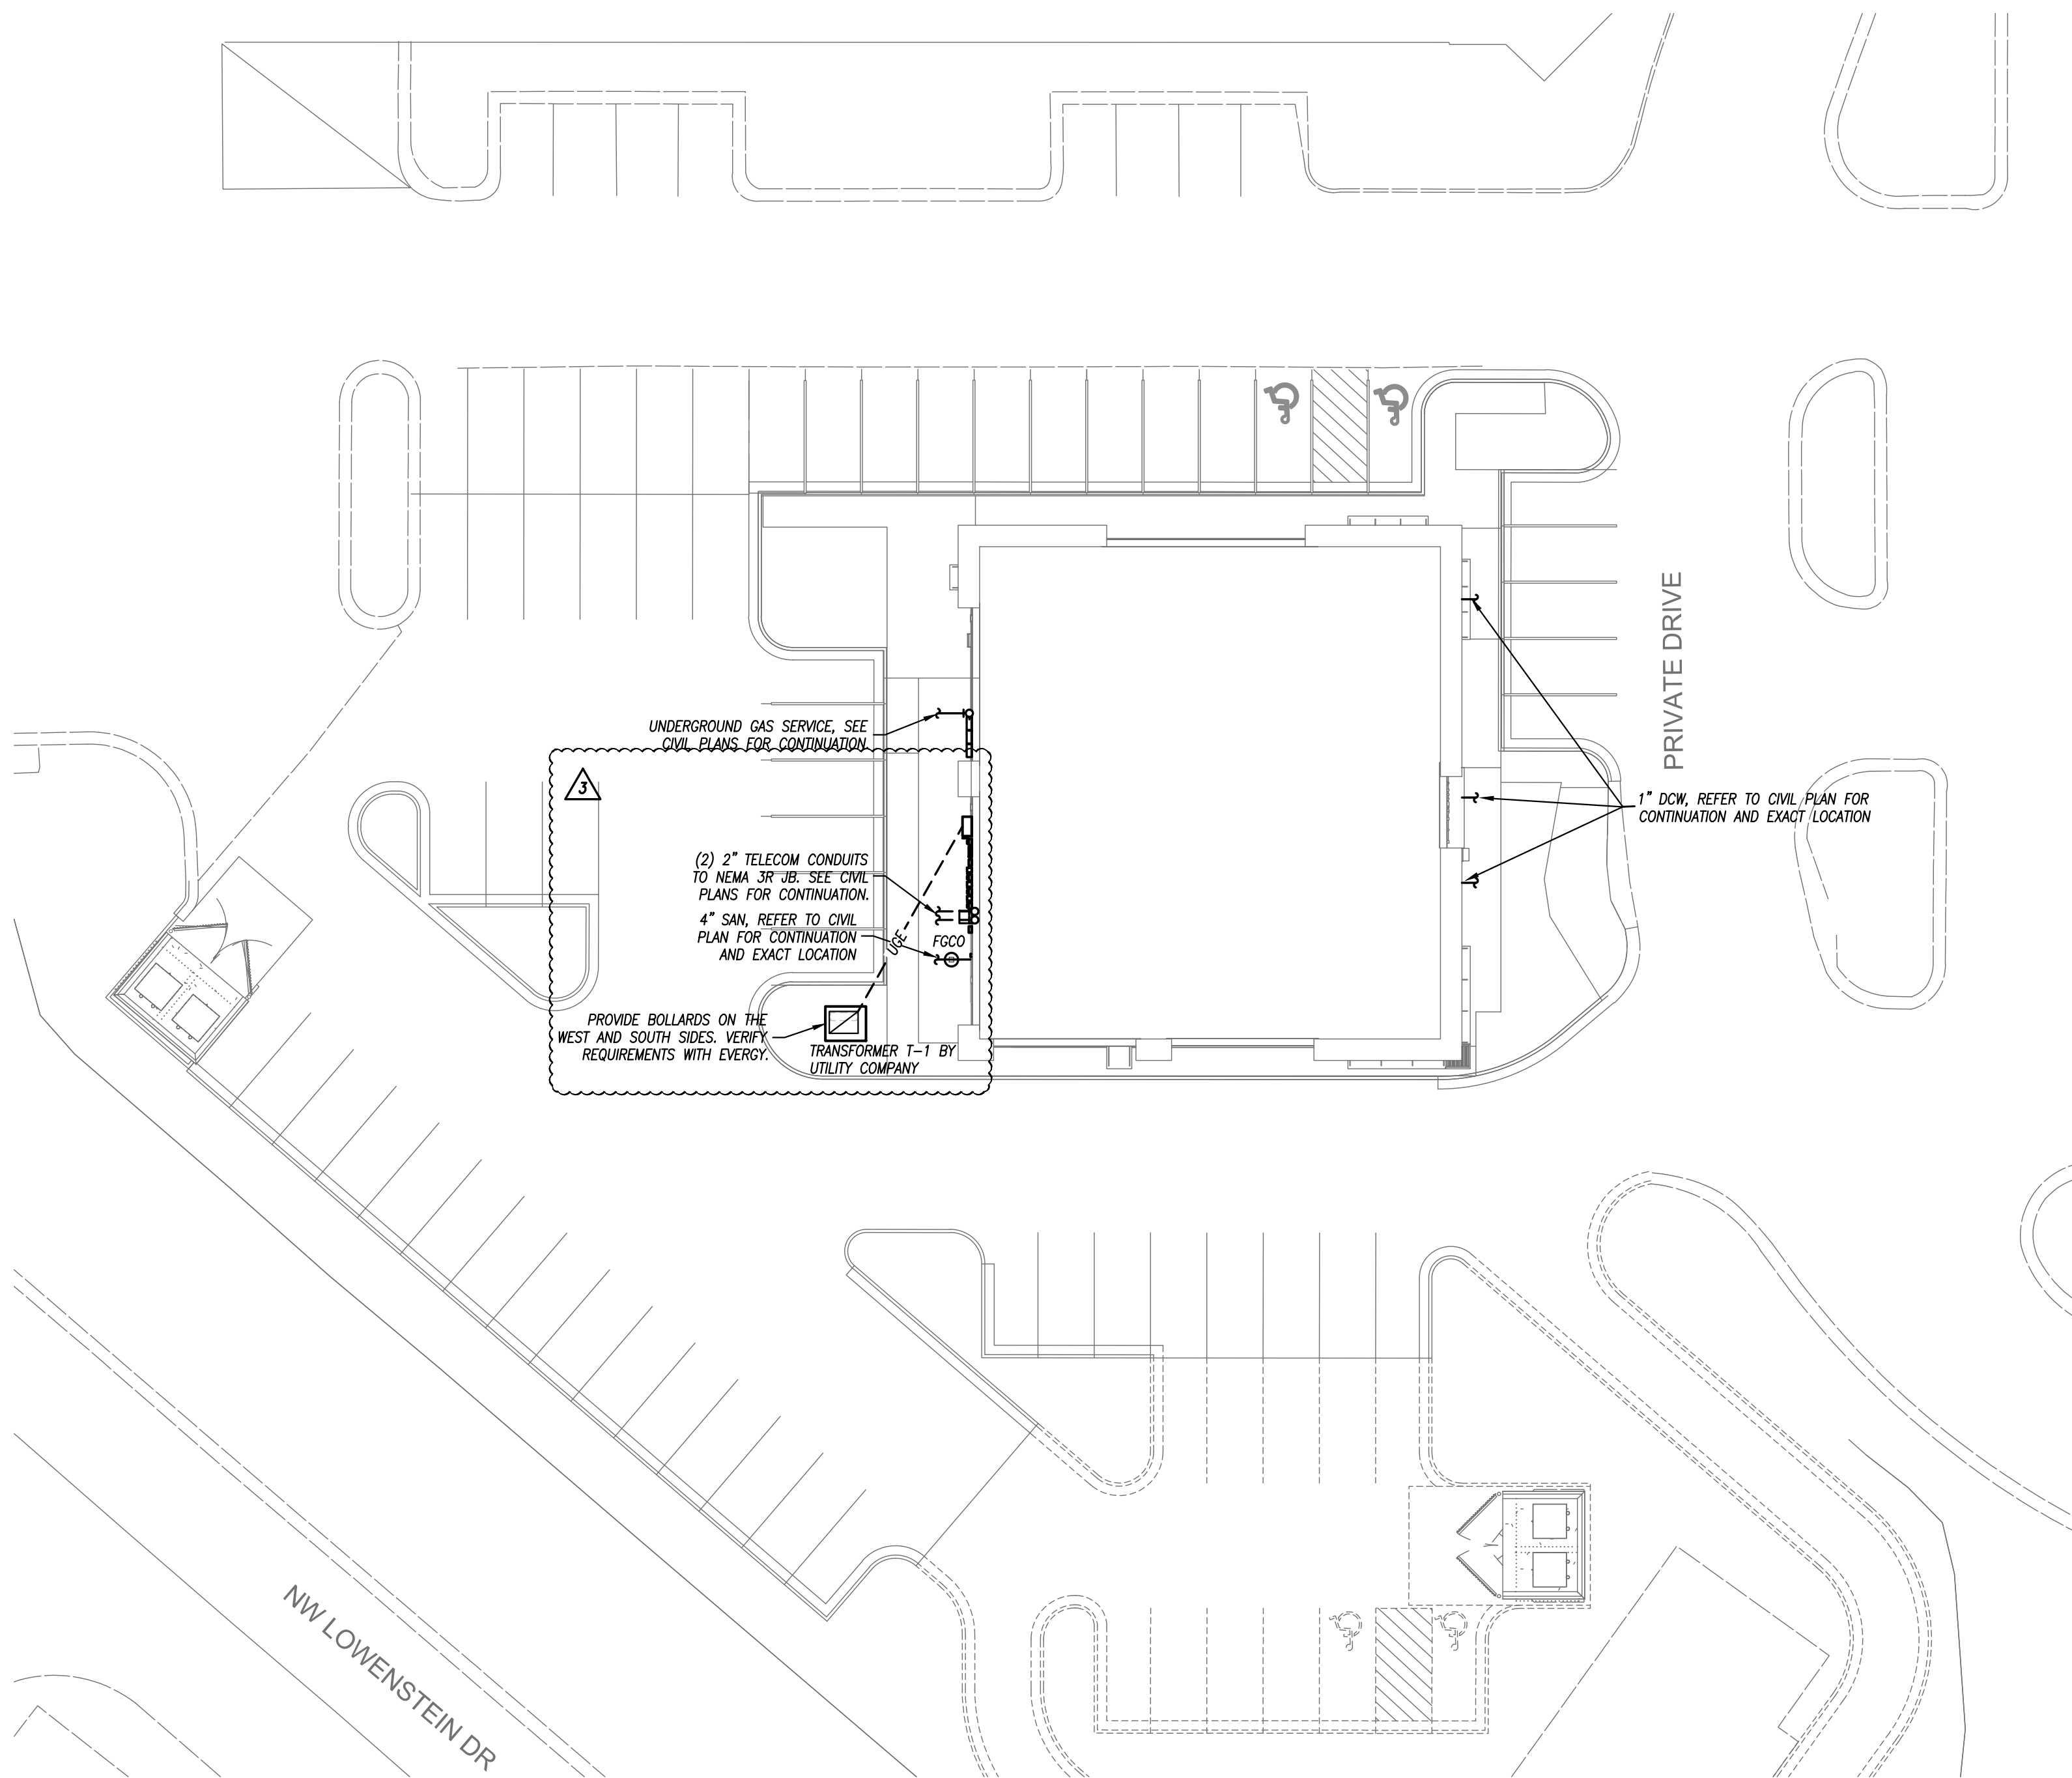 PRIVATE DRIVE
UNDERGROUND GAS SERVICE, SEE
CIVIL PLANS FOR CONTINUATION.
3
1" DCW, REFER TO CIVIL PLAN FOR
CONTINUATION AND EXACT LOCATION
(2) 2" TELECOM CONDUITS
TO NEMA 3R JB. SEE CIVIL
PLANS FOR CONTINUATION.
4" SAN, REFER TO CIVIL
PLAN FOR CONTINUATION
AND EXACT LOCATION
UGE
FGCO
PROVIDE BOLLARDS ON THE
WEST AND SOUTH SIDES. VERIFY
REQUIREMENTS WITH EVERGY.
TRANSFORMER T-1 BY
UTILITY COMPANY
NW LOWENSTEIN DR